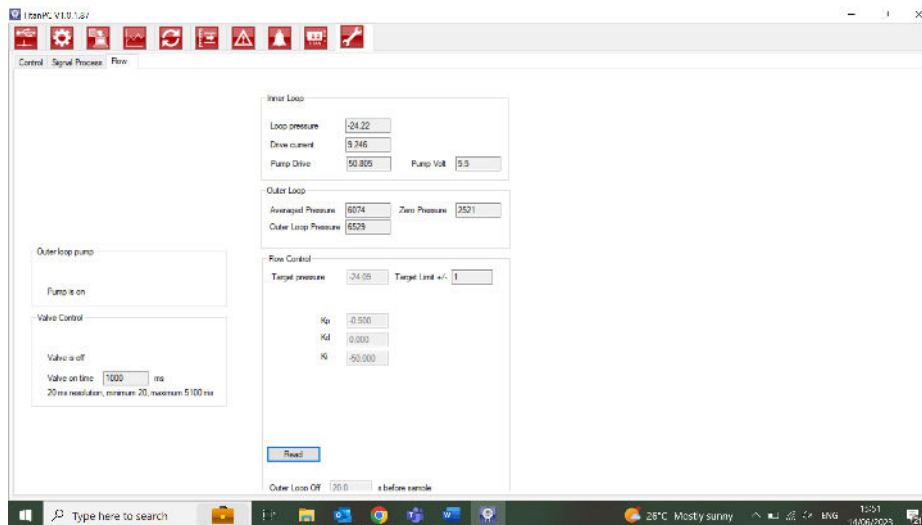 TitanPC V1.0.1.87
Control Signal Process Flow
Inner Loop
Loop pressure -24.22
Drive current 9.246
Pump Drive 50.805 Pump Volt 5.5
Outer Loop
Averaged Pressure 6074 Zero Pressure 2521
Outer Loop Pressure 6529
Outer loop pump
Pump is on
Valve Control
Valve is off
Valve on time 1000 ms
20 ms resolution, minimum 20, maximum 5100 ms
Flow Control
Target pressure -24.09 Target Limit +/- 1
Kp -0.500
Kd 0.000
Ki -50.000
Read
Outer Loop Off 20.0 s before sample
Type here to search
26°C Mostly sunny
ENG
15:51
14/06/2023